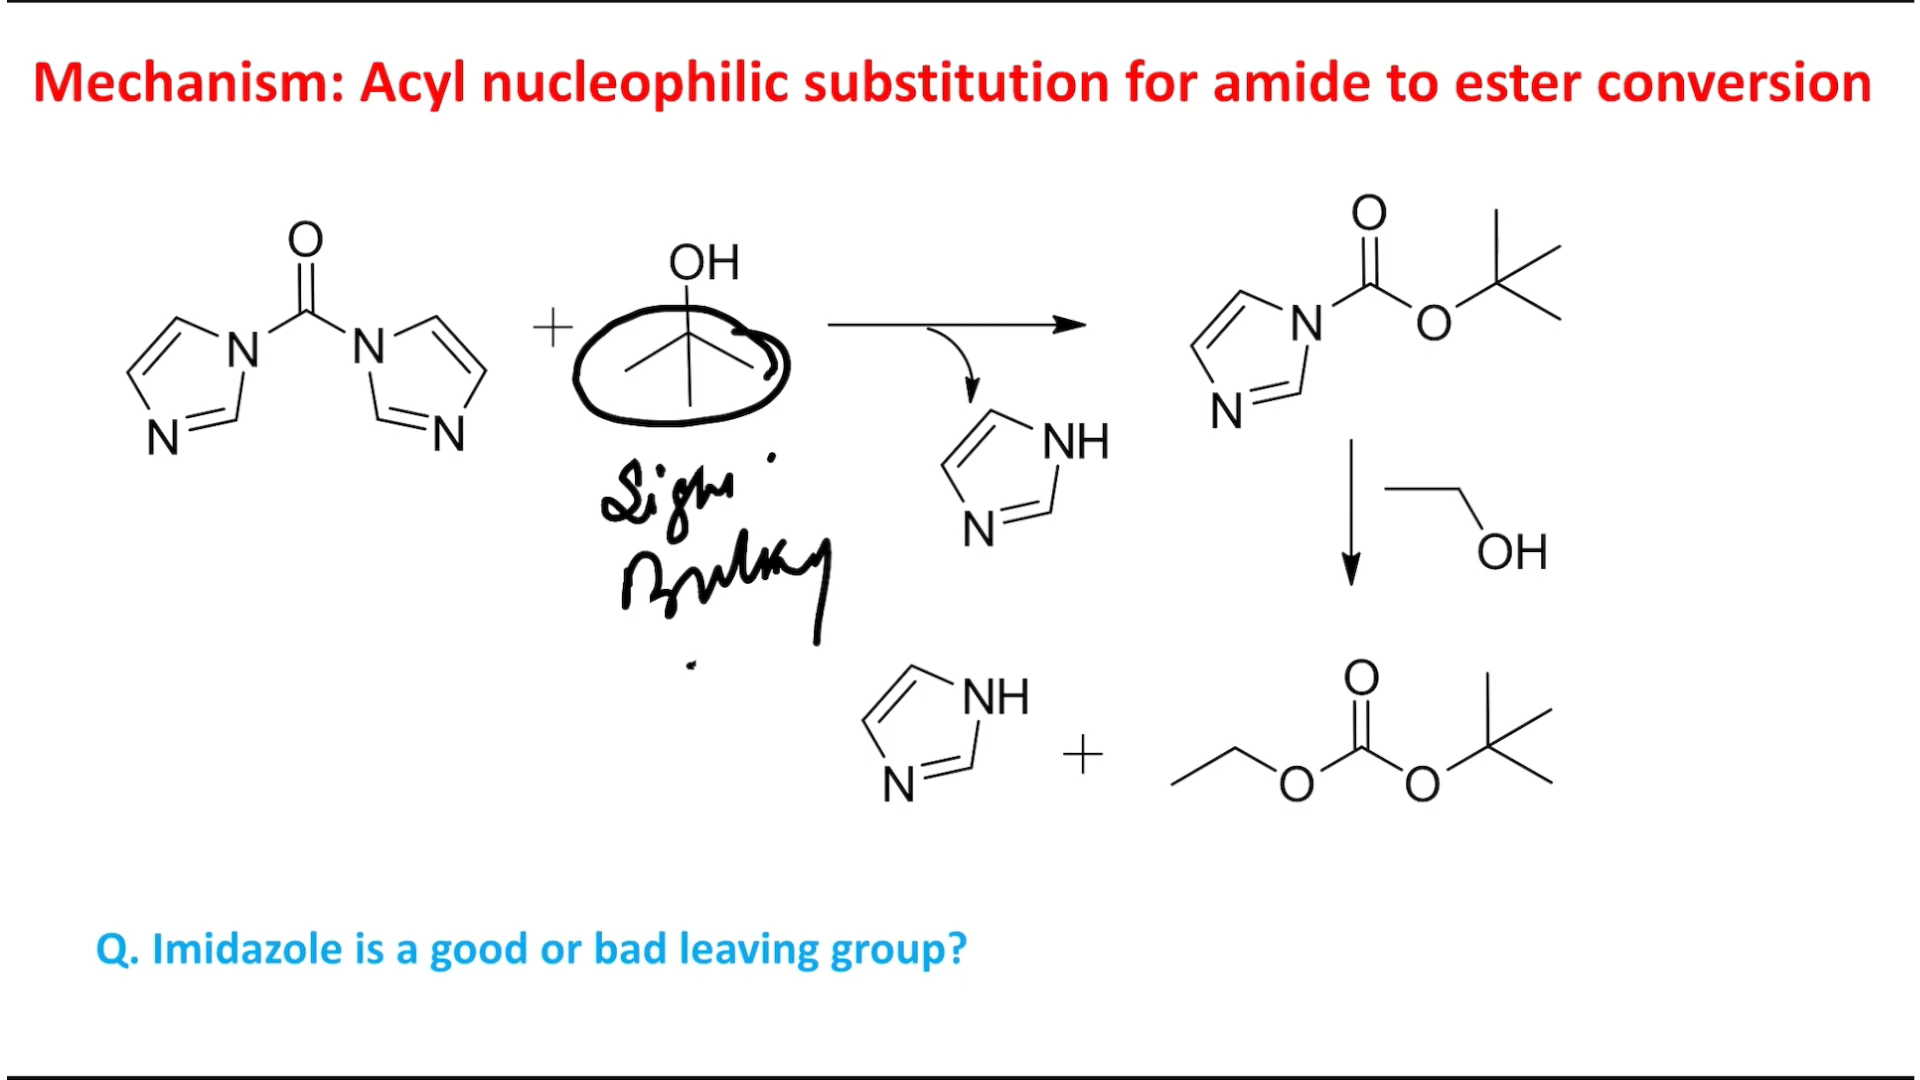 Mechanism: Acyl nucleophilic substitution for amide to ester conversion
O
N
N
N
N
+
OH
O
N
N
O
NH
N
Bulky
OH
NH
N
+
O
O
O
Q. Imidazole is a good or bad leaving group?